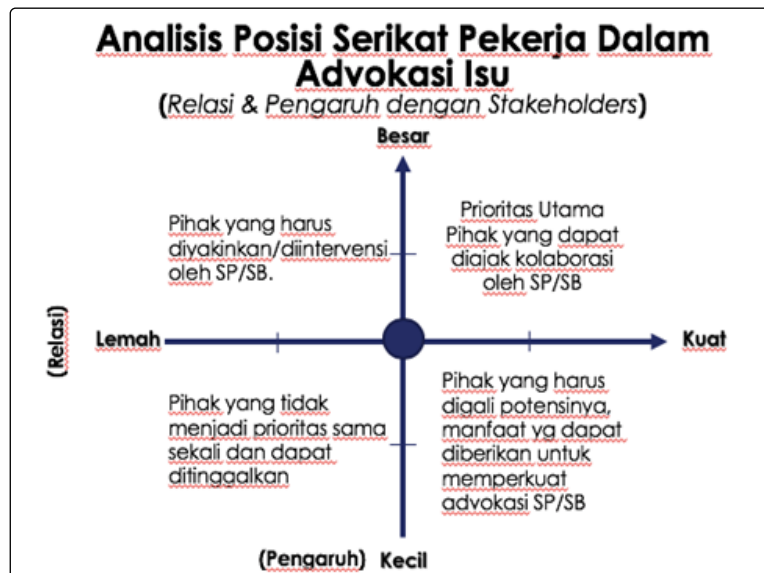 Analisis Posisi Serikat Pekerja Dalam
Advokasi Isu
(Relasi & Pengaruh dengan Stakeholders)
Besar
Pihak yang harus
diyakinkan/diintervensi
oleh SP/SB.
Prioritas Utama
Pihak yang dapat
diajak kolaborasi
oleh SP/SB
(Relasi)
Lemah
Kuat
Pihak yang tidak
menjadi prioritas sama
sekali dan dapat
ditinggalkan
Pihak yang harus
digali potensinya,
manfaat yg dapat
diberikan untuk
memperkuat
advokasi SP/SB
(Pengaruh) Kecil